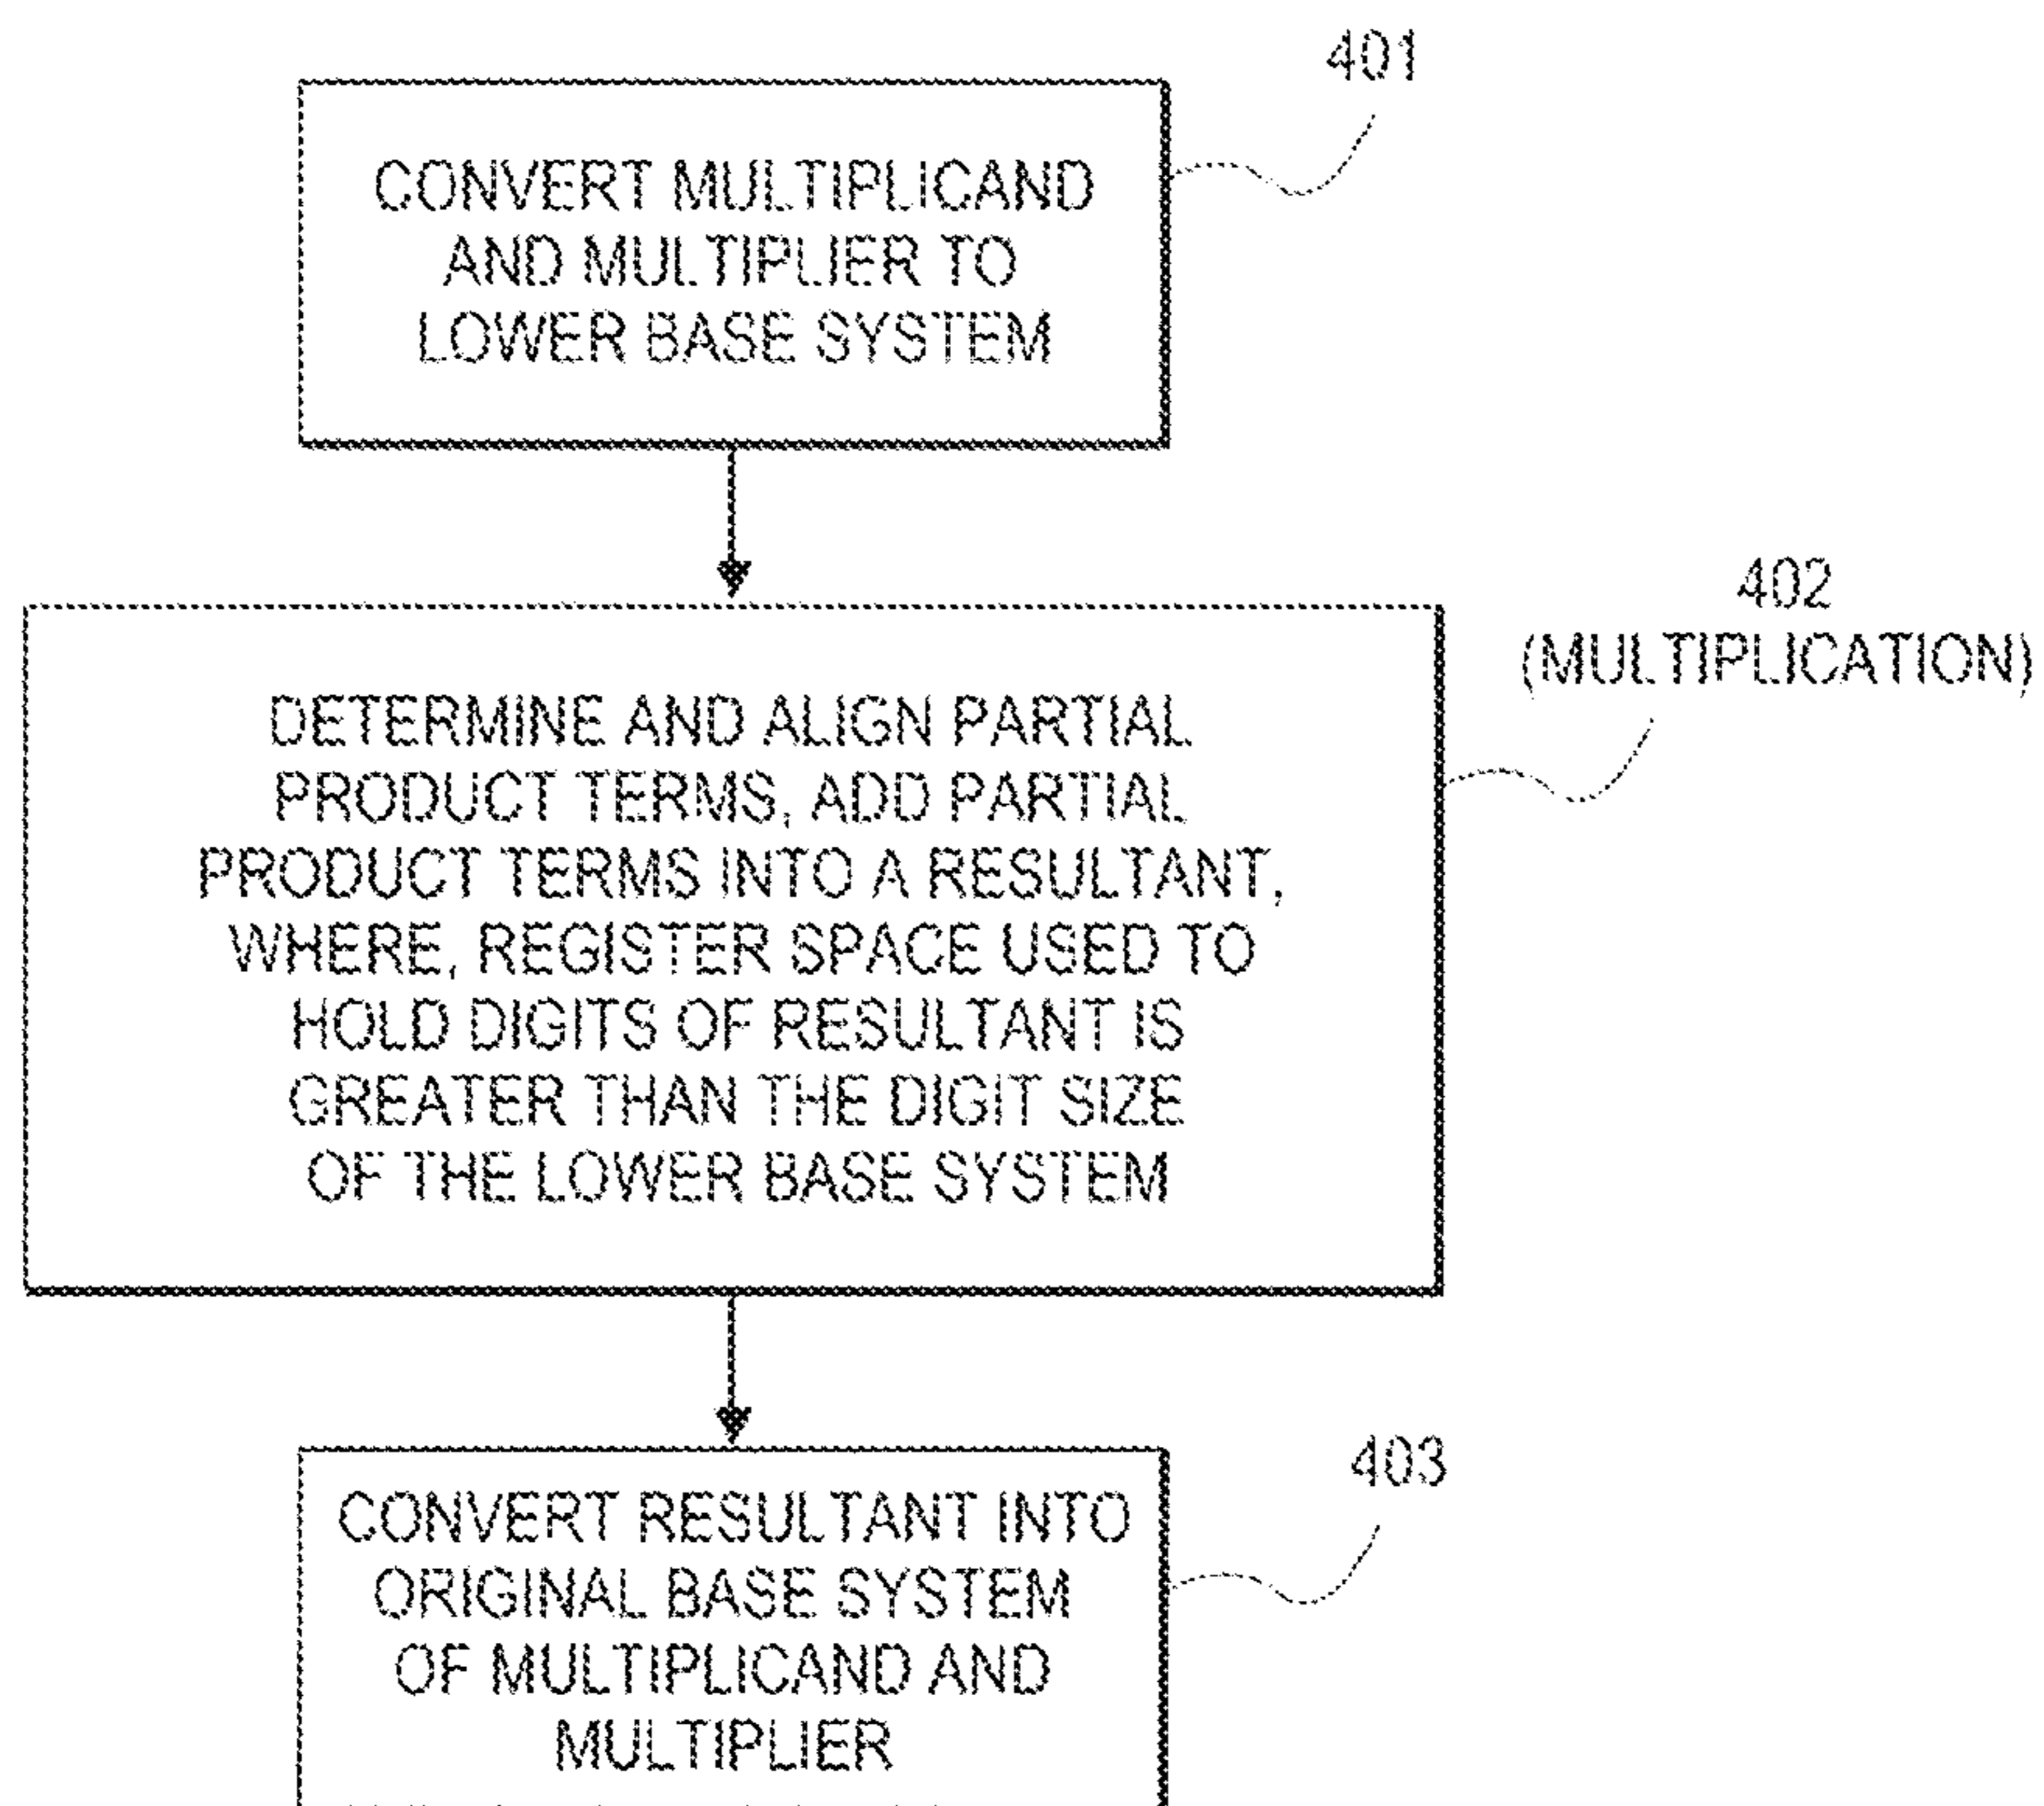 401
CONVERT MULTIPLICAND
AND MULTIPLIER TO
LOWER BASE SYSTEM
402
(MULTIPLICATION)
DETERMINE AND ALIGN PARTIAL
PRODUCT TERMS, ADD PARTIAL
PRODUCT TERMS INTO A RESULTANT,
WHERE, REGISTER SPACE USED TO
HOLD DIGITS OF RESULTANT IS
GREATER THAN THE DIGIT SIZE
OF THE LOWER BASE SYSTEM
403
CONVERT RESULTANT INTO
ORIGINAL BASE SYSTEM
OF MULTIPLICAND AND
MULTIPLIER